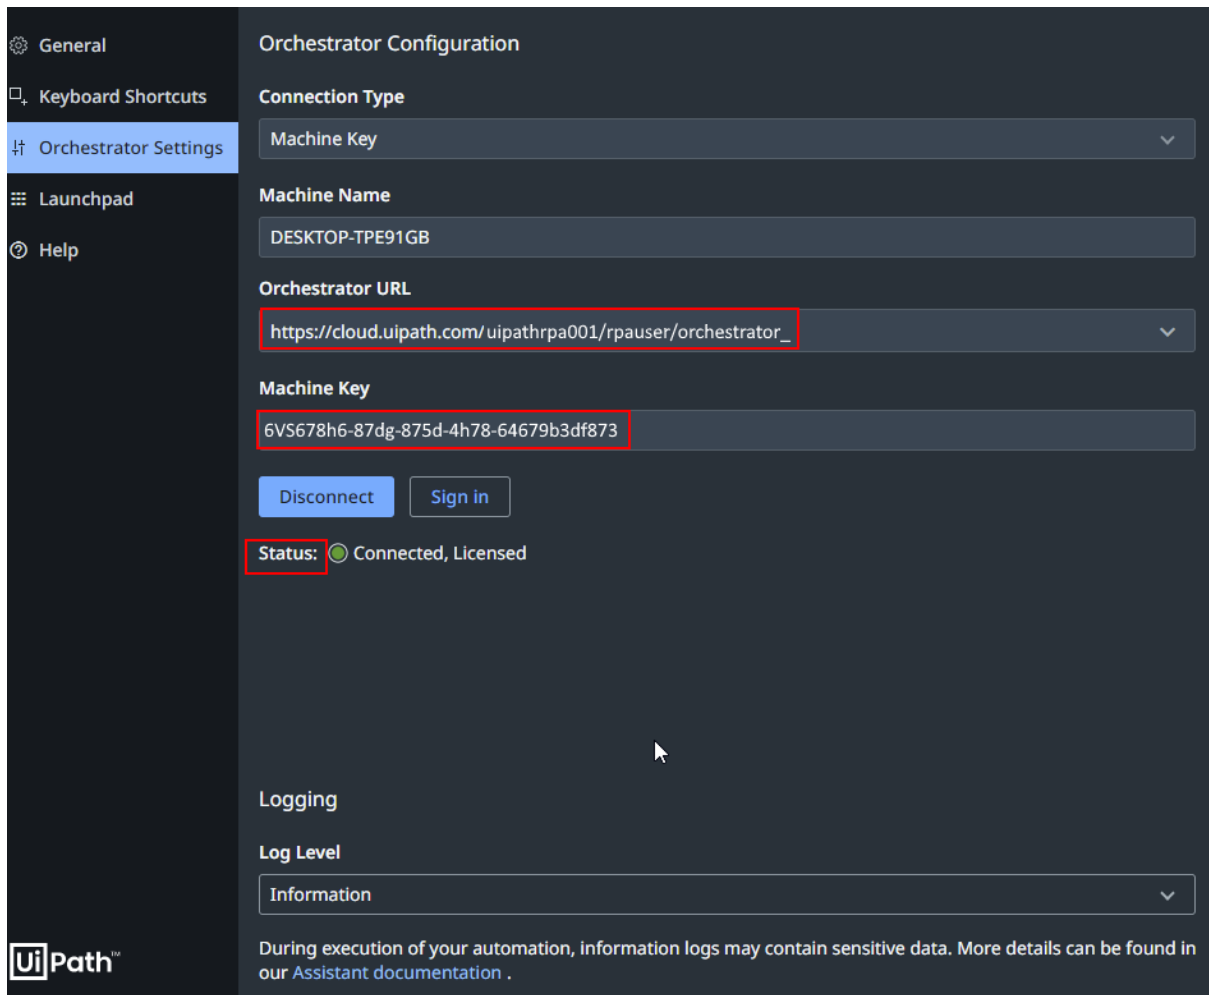 General
Keyboard Shortcuts
Orchestrator Settings
Launchpad
Help
UiPath™
Orchestrator Configuration
Connection Type
Machine Key
Machine Name
DESKTOP-TPE91GB
Orchestrator URL
https://cloud.uipath.com/uipathrpa001/rpauser/orchestrator_
Machine Key
6VS678h6-87dg-875d-4h78-64679b3df873
Disconnect Sign in
Status: Connected, Licensed
Logging
Log Level
Information
During execution of your automation, information logs may contain sensitive data. More details can be found in
our Assistant documentation .